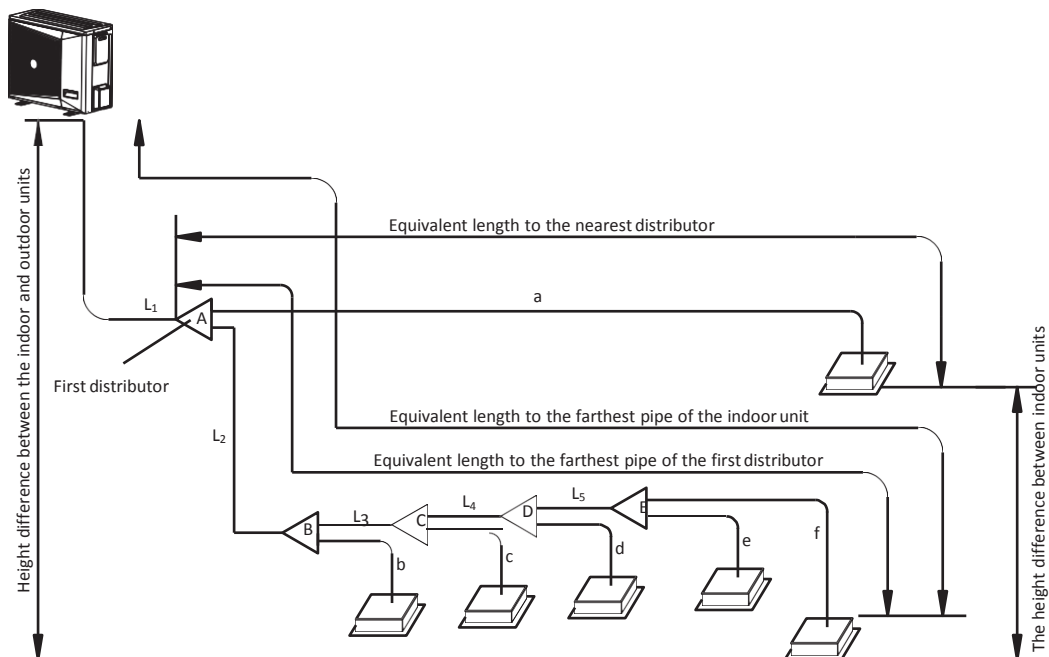 Height difference between the indoor and outdoor units
Equivalent length to the nearest distributor
L1
A
a
First distributor
The height difference between indoor units
Equivalent length to the farthest pipe of the indoor unit
L2
Equivalent length to the farthest pipe of the first distributor
B
L3
C
L4
D
L5
E
b
c
d
e
f